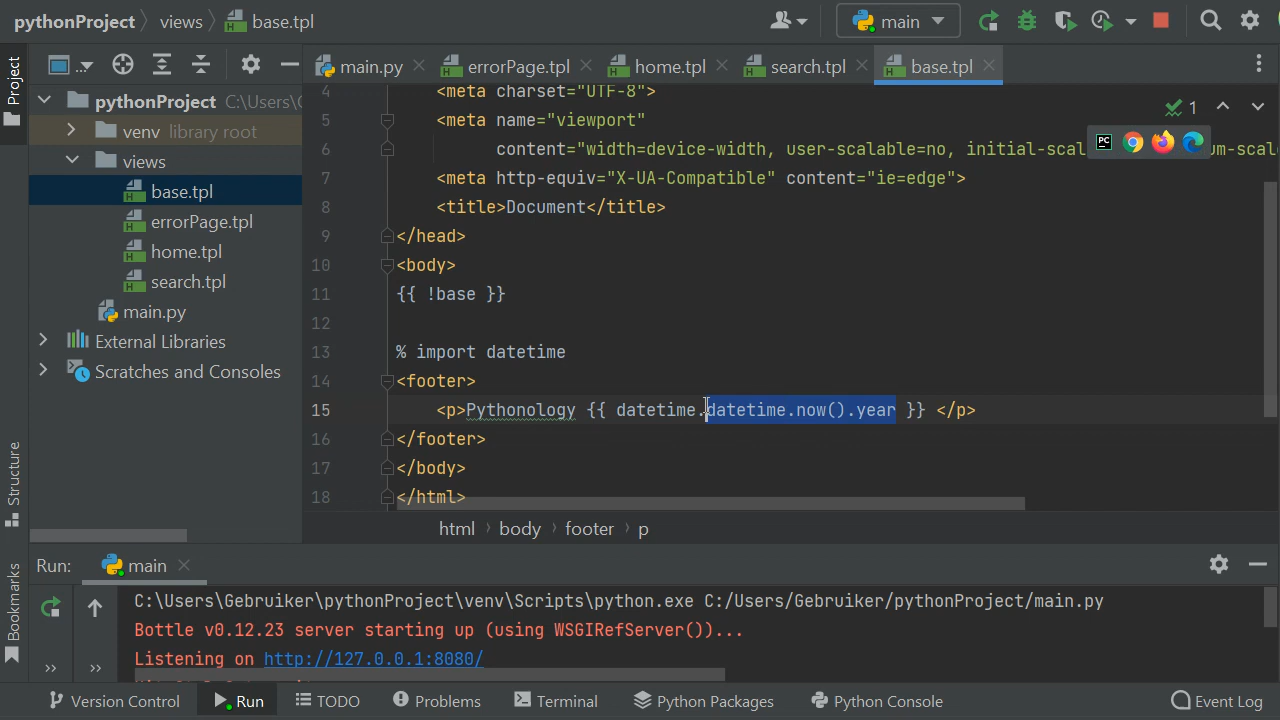 pythonProject views base.tpl main
Project
main.py errorPage.tpl home.tpl search.tpl base.tpl
pythonProject C:\Users\G
venv library root
views
base.tpl
errorPage.tpl
home.tpl
search.tpl
main.py
External Libraries
Scratches and Consoles
4 <meta charset="UTF-8">
5 <meta name="viewport"
6 content="width=device-width, user-scalable=no, initial-scal um-scale
7 <meta http-equiv="X-UA-Compatible" content="ie=edge">
8 <title>Document</title>
9 </head>
10 <body>
11 {{ !base }}
12
13 % import datetime
14 <footer>
15 <p>Pythonology {{ datetime.datetime.now().year }} </p>
16 </footer>
17 </body>
18 </html>
1
PC
html body footer p
Structure
Bookmarks
Run: main
C:\Users\Gebruiker\pythonProject\venv\Scripts\python.exe C:/Users/Gebruiker/pythonProject/main.py
Bottle v0.12.23 server starting up (using WSGIRefServer())...
Listening on http://127.0.0.1:8080/
Version Control Run TODO Problems Terminal Python Packages Python Console Event Log